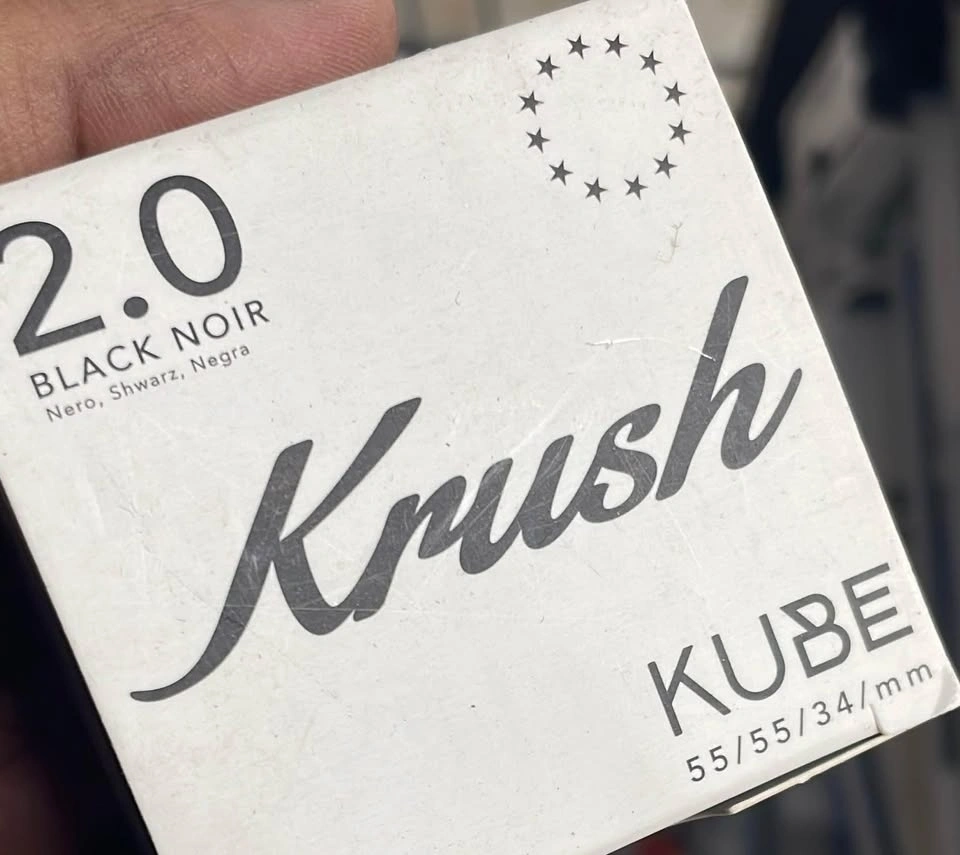 2.0
BLACK NOIR
Nero, Shwarz, Negra
Krush
KUBE
55/55/34/mm